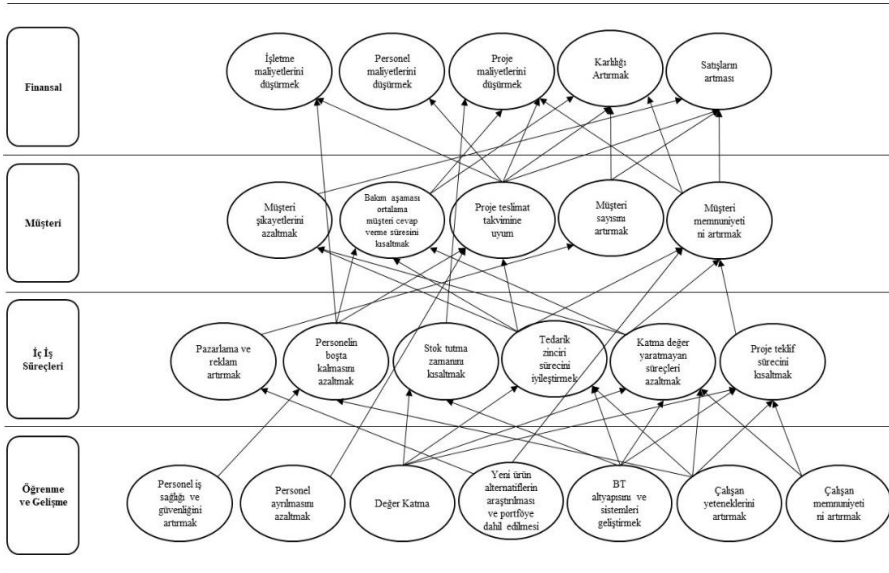 Finansal
İşletme
maliyetlerini
düşürmek
Personel
maliyetlerini
düşürmek
Proje
maliyetlerini
düşürmek
Karlılığı
Artırmak
Satışların
artması
Müşteri
Müşteri
şikayetlerini
azaltmak
Bakım aşaması
ortalama
müşteri cevap
verme süresini
kısaltmak
Proje teslimat
takvimine
uyum
Müşteri
sayısını
artırmak
Müşteri
memnuniyeti
ni artırmak
İç İş
Süreçleri
Pazarlama ve
reklam
artırmak
Personelin
boşta
kalmasını
azaltmak
Stok tutma
zamanını
kısaltmak
Tedarik
zinciri
sürecini
iyileştirmek
Katma değer
yaratmayan
süreçleri
azaltmak
Proje teklif
sürecini
kısaltmak
Öğrenme
ve Gelişme
Personel iş
sağlığı ve
güvenliğini
artırmak
Personel
ayrılmasını
azaltmak
Değer Katma
Yeni ürün
alternatiflerin
araştırılması
ve portföye
dahil edilmesi
BT
altyapısını ve
sistemleri
geliştirmek
Çalışan
yeteneklerini
artırmak
Çalışan
memnuniyeti
ni artırmak